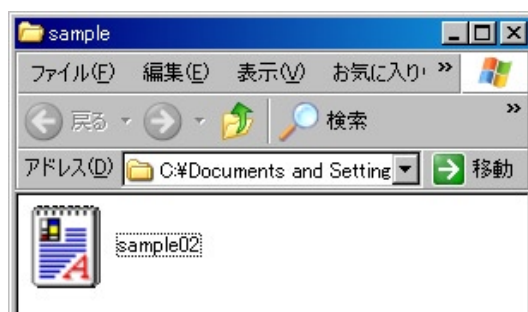 sample
ファイル(F) 編集(E) 表示(V) お気に入り »
戻る 検索 »
アドレス(D) C:¥Documents and Setting 移動
sample02